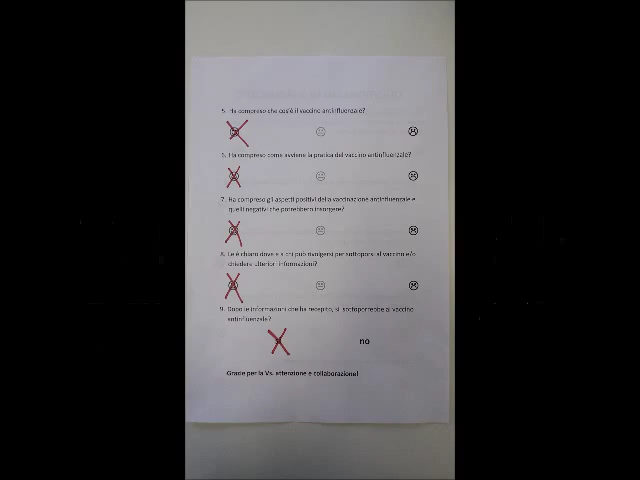 5. Ha compreso che cos'è il vaccino antinfluenzale?
6. Ha compreso come avviene la pratica del vaccino antinfluenzale?
7. Ha compreso gli aspetti positivi della vaccinazione antinfluenzale e
quelli negativi che potrebbero insorgere?
8. Le è chiaro dove e a chi può rivolgersi per sottoporsi al vaccino e/o
chiedere ulteriori informazioni?
9. Dopo le informazioni che ha recepito, si sottoporrebbe al vaccino
antinfluenzale?
no
Grazie per la Vs. attenzione e collaborazione!